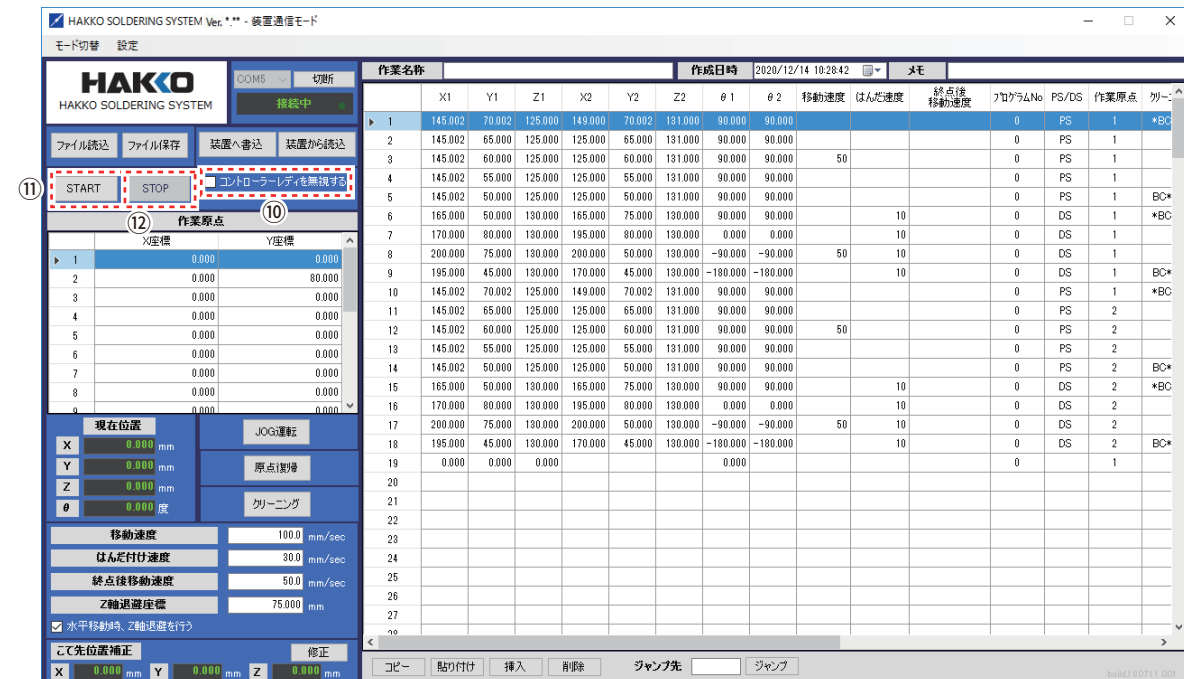 HAKKO SOLDERING SYSTEM Ver. *.** - 装置通信モード
モード切替 設定
HAKKO
HAKKO SOLDERING SYSTEM
COM5 切断
接続中
ファイル読込 ファイル保存 装置へ書込 装置から読込
⑪ START STOP コントローラーレディを無視する
⑫ ⑩
作業原点
X座標 Y座標
1 0.000 0.000
2 0.000 80.000
3 0.000 0.000
4 0.000 0.000
5 0.000 0.000
6 0.000 0.000
7 0.000 0.000
8 0.000 0.000
9 0.000 0.000
現在位置
X 0.000 mm
Y 0.000 mm
Z 0.000 mm
θ 0.000 度
JOG運転
原点復帰
クリーニング
移動速度 100.0 mm/sec
はんだ付け速度 30.0 mm/sec
終点後移動速度 50.0 mm/sec
Z軸退避座標 75.000 mm
水平移動時、Z軸退避を行う
こて先位置補正 修正
X 0.000 mm Y 0.000 mm Z 0.000 mm
作業名称 作成日時 2020/12/14 10:28:42 メモ
X1 Y1 Z1 X2 Y2 Z2 θ1 θ2 移動速度 はんだ速度 終点後移動速度 プログラムNo PS/DS 作業原点 クリーニ
1 145.002 70.002 125.000 149.000 70.002 131.000 90.000 90.000 0 PS 1 *BC
2 145.002 65.000 125.000 125.000 65.000 131.000 90.000 90.000 0 PS 1
3 145.002 60.000 125.000 125.000 60.000 131.000 90.000 90.000 50 0 PS 1
4 145.002 55.000 125.000 125.000 55.000 131.000 90.000 90.000 0 PS 1
5 145.002 50.000 125.000 125.000 50.000 131.000 90.000 90.000 0 PS 1 BC*
6 165.000 50.000 130.000 165.000 75.000 130.000 90.000 90.000 10 0 DS 1 *BC
7 170.000 80.000 130.000 195.000 80.000 130.000 0.000 0.000 10 0 DS 1
8 200.000 75.000 130.000 200.000 50.000 130.000 -90.000 -90.000 50 10 0 DS 1
9 195.000 45.000 130.000 170.000 45.000 130.000 -180.000 -180.000 10 0 DS 1 BC*
10 145.002 70.002 125.000 149.000 70.002 131.000 90.000 90.000 0 PS 1 *BC
11 145.002 65.000 125.000 125.000 65.000 131.000 90.000 90.000 0 PS 2
12 145.002 60.000 125.000 125.000 60.000 131.000 90.000 90.000 50 0 PS 2
13 145.002 55.000 125.000 125.000 55.000 131.000 90.000 90.000 0 PS 2
14 145.002 50.000 125.000 125.000 50.000 131.000 90.000 90.000 0 PS 2 BC*
15 165.000 50.000 130.000 165.000 75.000 130.000 90.000 90.000 10 0 DS 2 *BC
16 170.000 80.000 130.000 195.000 80.000 130.000 0.000 0.000 10 0 DS 2
17 200.000 75.000 130.000 200.000 50.000 130.000 -90.000 -90.000 50 10 0 DS 2
18 195.000 45.000 130.000 170.000 45.000 130.000 -180.000 -180.000 10 0 DS 2 BC*
19 0.000 0.000 0.000 0.000 0 1
20
21
22
23
24
25
26
27
28
コピー 貼り付け 挿入 削除 ジャンプ先 ジャンプ
build.180711.001